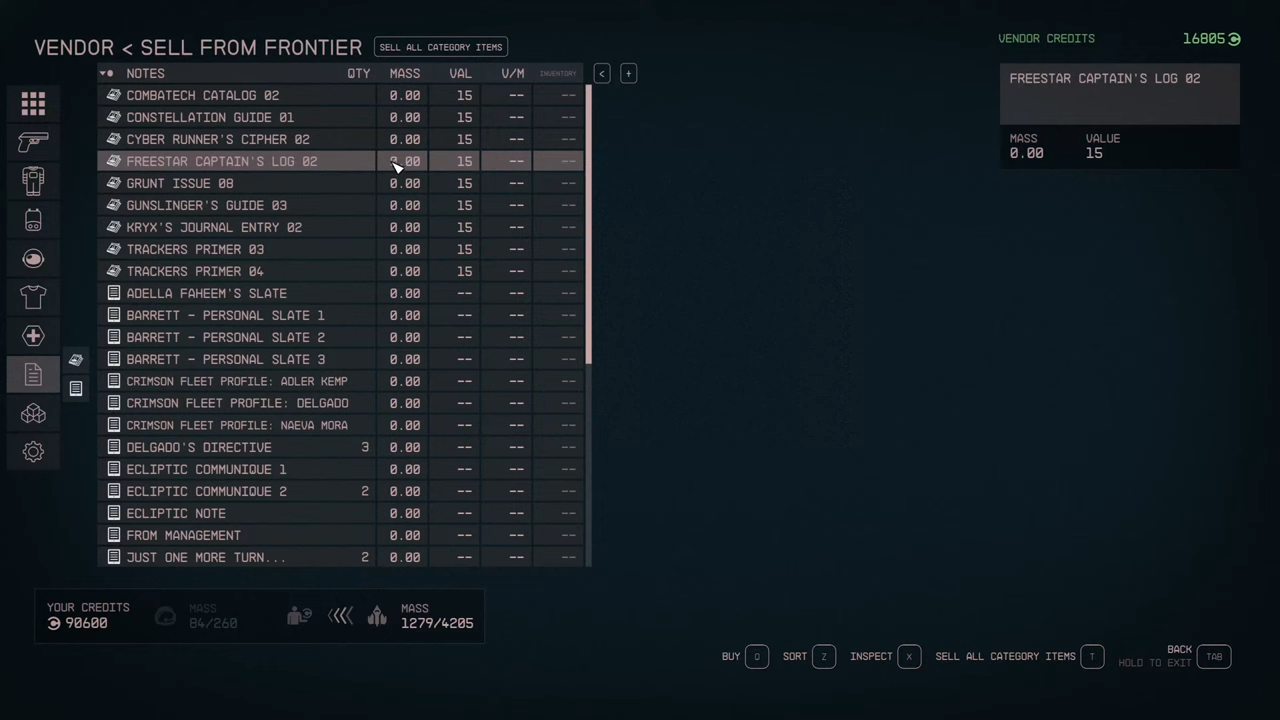 VENDOR < SELL FROM FRONTIER SELL ALL CATEGORY ITEMS
VENDOR CREDITS 16805
NOTES QTY MASS VAL V/M INVENTORY < +
COMBATECH CATALOG 02 0.00 15 -- --
CONSTELLATION GUIDE 01 0.00 15 -- --
CYBER RUNNER'S CIPHER 02 0.00 15 -- --
FREESTAR CAPTAIN'S LOG 02 0.00 15 -- --
GRUNT ISSUE 08 0.00 15 -- --
GUNSLINGER'S GUIDE 03 0.00 15 -- --
KRYX'S JOURNAL ENTRY 02 0.00 15 -- --
TRACKERS PRIMER 03 0.00 15 -- --
TRACKERS PRIMER 04 0.00 15 -- --
ADELLA FAHEEM'S SLATE 0.00 -- -- --
BARRETT - PERSONAL SLATE 1 0.00 -- -- --
BARRETT - PERSONAL SLATE 2 0.00 -- -- --
BARRETT - PERSONAL SLATE 3 0.00 -- -- --
CRIMSON FLEET PROFILE: ADLER KEMP 0.00 -- -- --
CRIMSON FLEET PROFILE: DELGADO 0.00 -- -- --
CRIMSON FLEET PROFILE: NAEVA MORA 0.00 -- -- --
DELGADO'S DIRECTIVE 3 0.00 -- -- --
ECLIPTIC COMMUNIQUE 1 0.00 -- -- --
ECLIPTIC COMMUNIQUE 2 2 0.00 -- -- --
ECLIPTIC NOTE 0.00 -- -- --
FROM MANAGEMENT 0.00 -- -- --
JUST ONE MORE TURN... 2 0.00 -- -- --
FREESTAR CAPTAIN'S LOG 02
MASS VALUE
0.00 15
YOUR CREDITS MASS MASS
90600 84/260 1279/4205
BUY Q SORT Z INSPECT X SELL ALL CATEGORY ITEMS T BACK TAB
HOLD TO EXIT